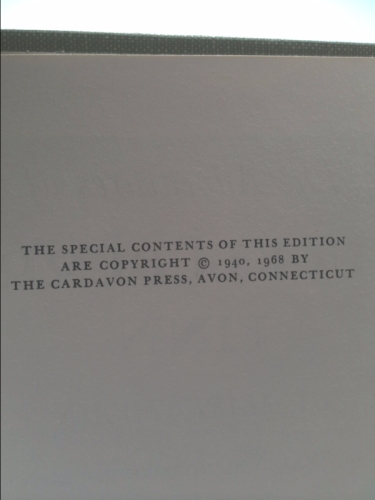 THE SPECIAL CONTENTS OF THIS EDITION
ARE COPYRIGHT © 1940, 1968 BY
THE CARDAVON PRESS, AVON, CONNECTICUT